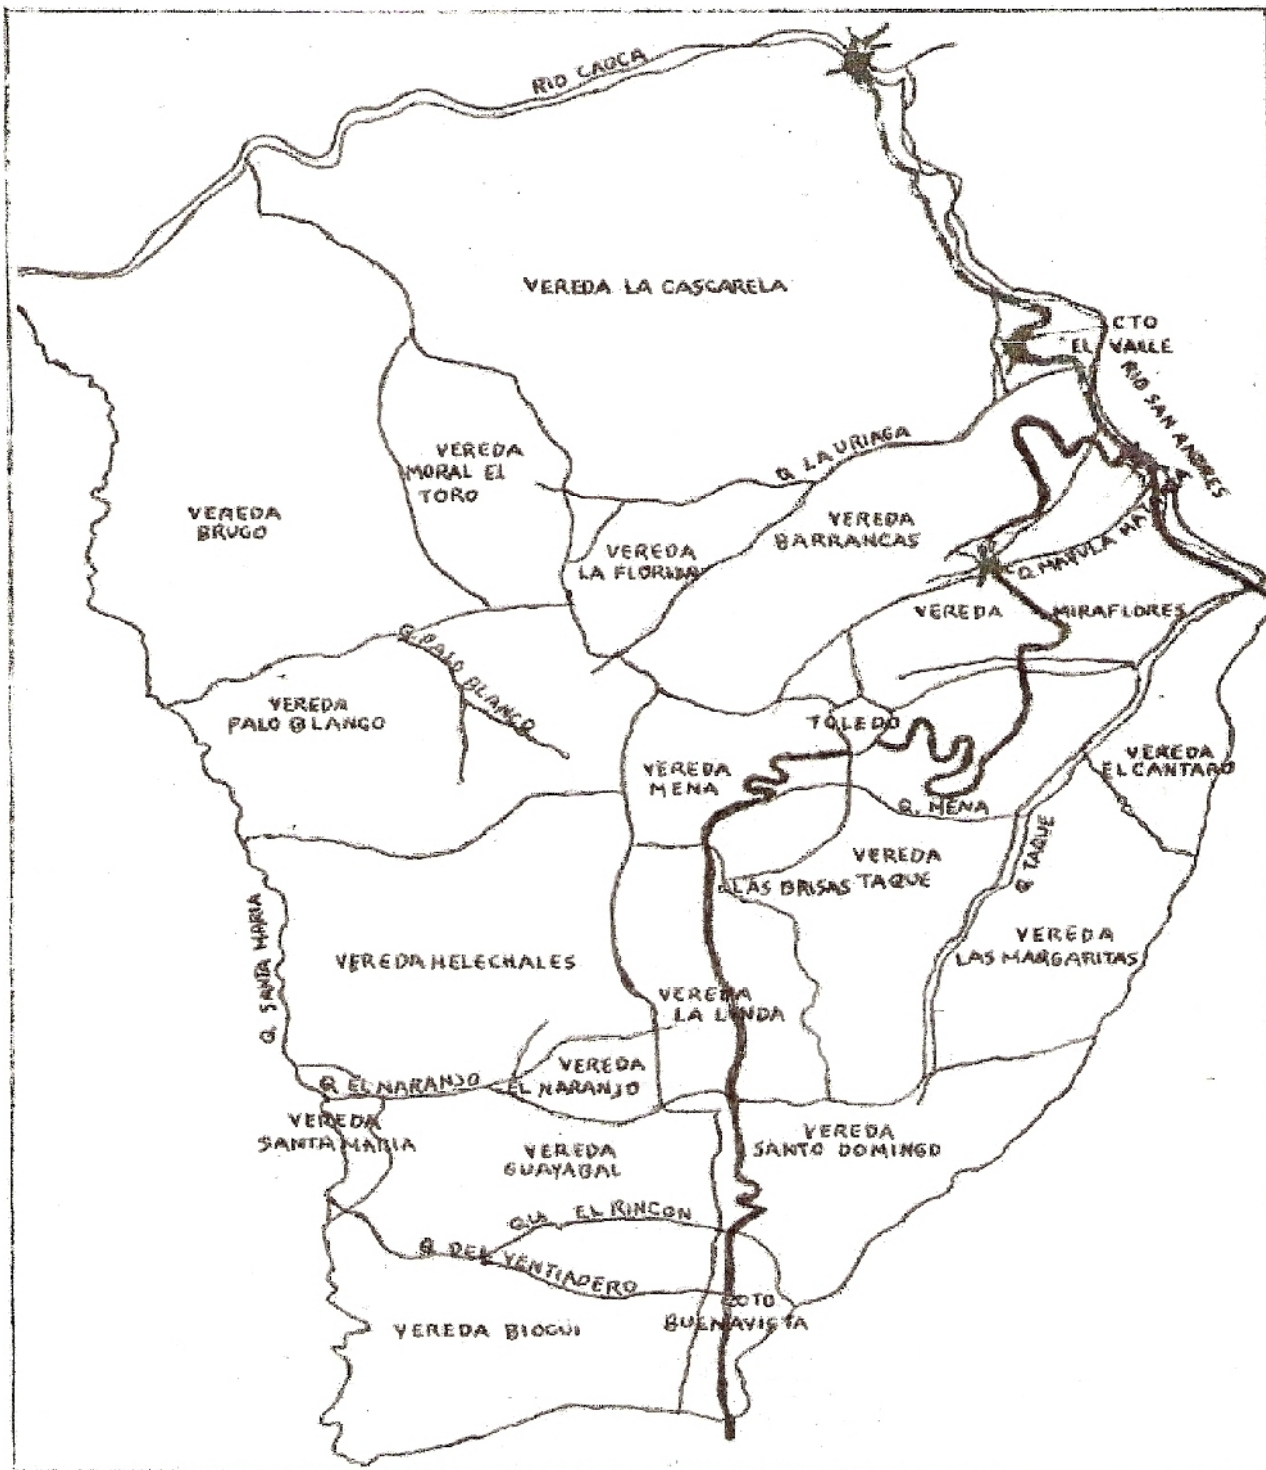 RIO CAUCA
VEREDA LA CASCARELA
CTO
EL VALLE
RIO SAN ANDRES
Q LA URIAGA
VEREDA
MORAL EL
TORO
VEREDA
BRUGO
VEREDA
LA FLORIDA
VEREDA
BARRANCAS
VEREDA MIRAFLORES
Q. PALO BLANCO
VEREDA
PALO BLANCO
TOLEDO
VEREDA
MENA
VEREDA
EL CANTARO
Q. MENA
Q TAQUE
VEREDA
TAQUE
LAS BRISAS
VEREDA
LAS MARGARITAS
Q. SANTA MARIA
VEREDA HELECHALES
VEREDA
LA LINDA
VEREDA
EL NARANJO
Q EL NARANJO
VEREDA
SANTA MARIA
VEREDA
GUAYABAL
VEREDA
SANTO DOMINGO
QU. EL RINCON
Q DEL VENTIADERO
VEREDA BIOGUI
COTO
BUENAVISTA